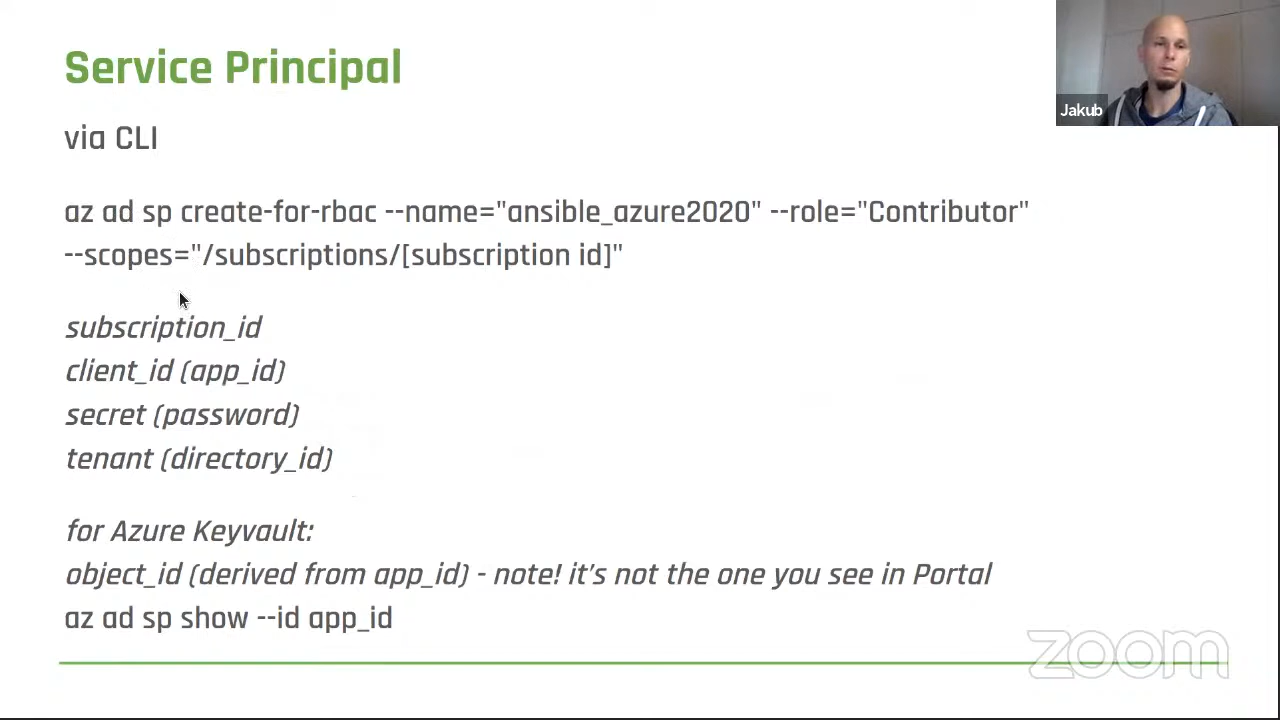 Service Principal
Jakub
via CLI
az ad sp create-for-rbac --name="ansible_azure2020" --role="Contributor"
--scopes="/subscriptions/[subscription id]"
subscription_id
client_id (app_id)
secret (password)
tenant (directory_id)
for Azure Keyvault:
object_id (derived from app_id) - note! it's not the one you see in Portal
az ad sp show --id app_id
zoom